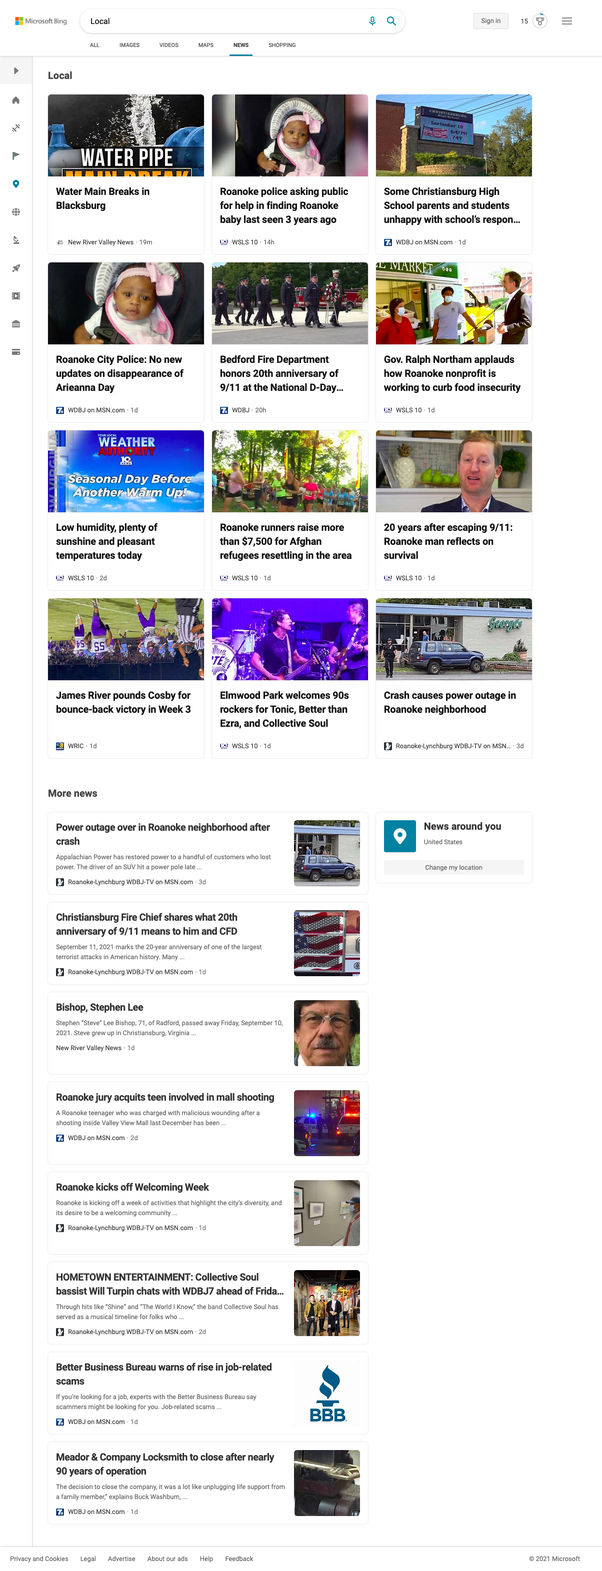 Microsoft Bing
Local
Sign in
15
ALL
IMAGES
VIDEOS
MAPS
NEWS
SHOPPING
Local
WATER PIPE
MAIN BREAK
Water Main Breaks in
Blacksburg
New River Valley News · 19m
Roanoke police asking public
for help in finding Roanoke
baby last seen 3 years ago
WSLS 10 · 14h
Some Christiansburg High
School parents and students
unhappy with school's respon...
WDBJ on MSN.com · 1d
Roanoke City Police: No new
updates on disappearance of
Arieanna Day
WDBJ on MSN.com · 1d
Bedford Fire Department
honors 20th anniversary of
9/11 at the National D-Day...
WDBJ · 20h
E MARKET
Gov. Ralph Northam applauds
how Roanoke nonprofit is
working to curb food insecurity
WSLS 10 · 1d
WEATHER
AUTHORITY
10
Seasonal Day Before
Another Warm Up!
Low humidity, plenty of
sunshine and pleasant
temperatures today
WSLS 10 · 2d
Roanoke runners raise more
than $7,500 for Afghan
refugees resettling in the area
WSLS 10 · 1d
20 years after escaping 9/11:
Roanoke man reflects on
survival
WSLS 10 · 1d
55
James River pounds Cosby for
bounce-back victory in Week 3
WRIC · 1d
Elmwood Park welcomes 90s
rockers for Tonic, Better than
Ezra, and Collective Soul
WSLS 10 · 1d
Crash causes power outage in
Roanoke neighborhood
Roanoke-Lynchburg WDBJ-TV on MSN... · 3d
More news
Power outage over in Roanoke neighborhood after
crash
Appalachian Power has restored power to a handful of customers who lost
power. The driver of an SUV hit a power pole late ...
Roanoke-Lynchburg WDBJ-TV on MSN.com · 3d
News around you
United States
Change my location
Christiansburg Fire Chief shares what 20th
anniversary of 9/11 means to him and CFD
September 11, 2021 marks the 20-year anniversary of one of the largest
terrorist attacks in American history. Many ...
Roanoke-Lynchburg WDBJ-TV on MSN.com · 1d
Bishop, Stephen Lee
Stephen "Steve" Lee Bishop, 71, of Radford, passed away Friday, September 10,
2021. Steve grew up in Christiansburg, Virginia ...
New River Valley News · 1d
Roanoke jury acquits teen involved in mall shooting
A Roanoke teenager who was charged with malicious wounding after a
shooting inside Valley View Mall last December has been ...
WDBJ on MSN.com · 2d
Roanoke kicks off Welcoming Week
Roanoke is kicking off a week of activities that highlight the city's diversity, and
its desire to be a welcoming community ...
Roanoke-Lynchburg WDBJ-TV on MSN.com · 1d
HOMETOWN ENTERTAINMENT: Collective Soul
bassist Will Turpin chats with WDBJ7 ahead of Frida...
Through hits like "Shine" and "The World I Know," the band Collective Soul has
served as a musical timeline for folks who ...
Roanoke-Lynchburg WDBJ-TV on MSN.com · 2d
Better Business Bureau warns of rise in job-related
scams
If you're looking for a job, experts with the Better Business Bureau say
scammers might be looking for you. Job-related scams ...
WDBJ on MSN.com · 1d
BBB
Meador & Company Locksmith to close after nearly
90 years of operation
"The decision to close the company, it was a lot like unplugging life support from
a family member," explains Buck Washburn, ...
WDBJ on MSN.com · 1d
Privacy and Cookies
Legal
Advertise
About our ads
Help
Feedback
© 2021 Microsoft